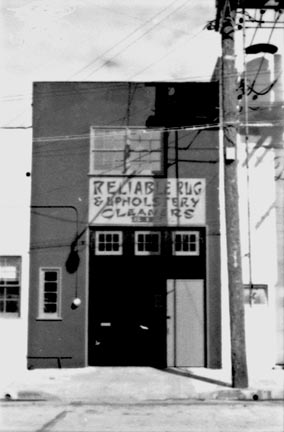 RELIABLE RUG
& UPHOLSTERY
CLEANERS